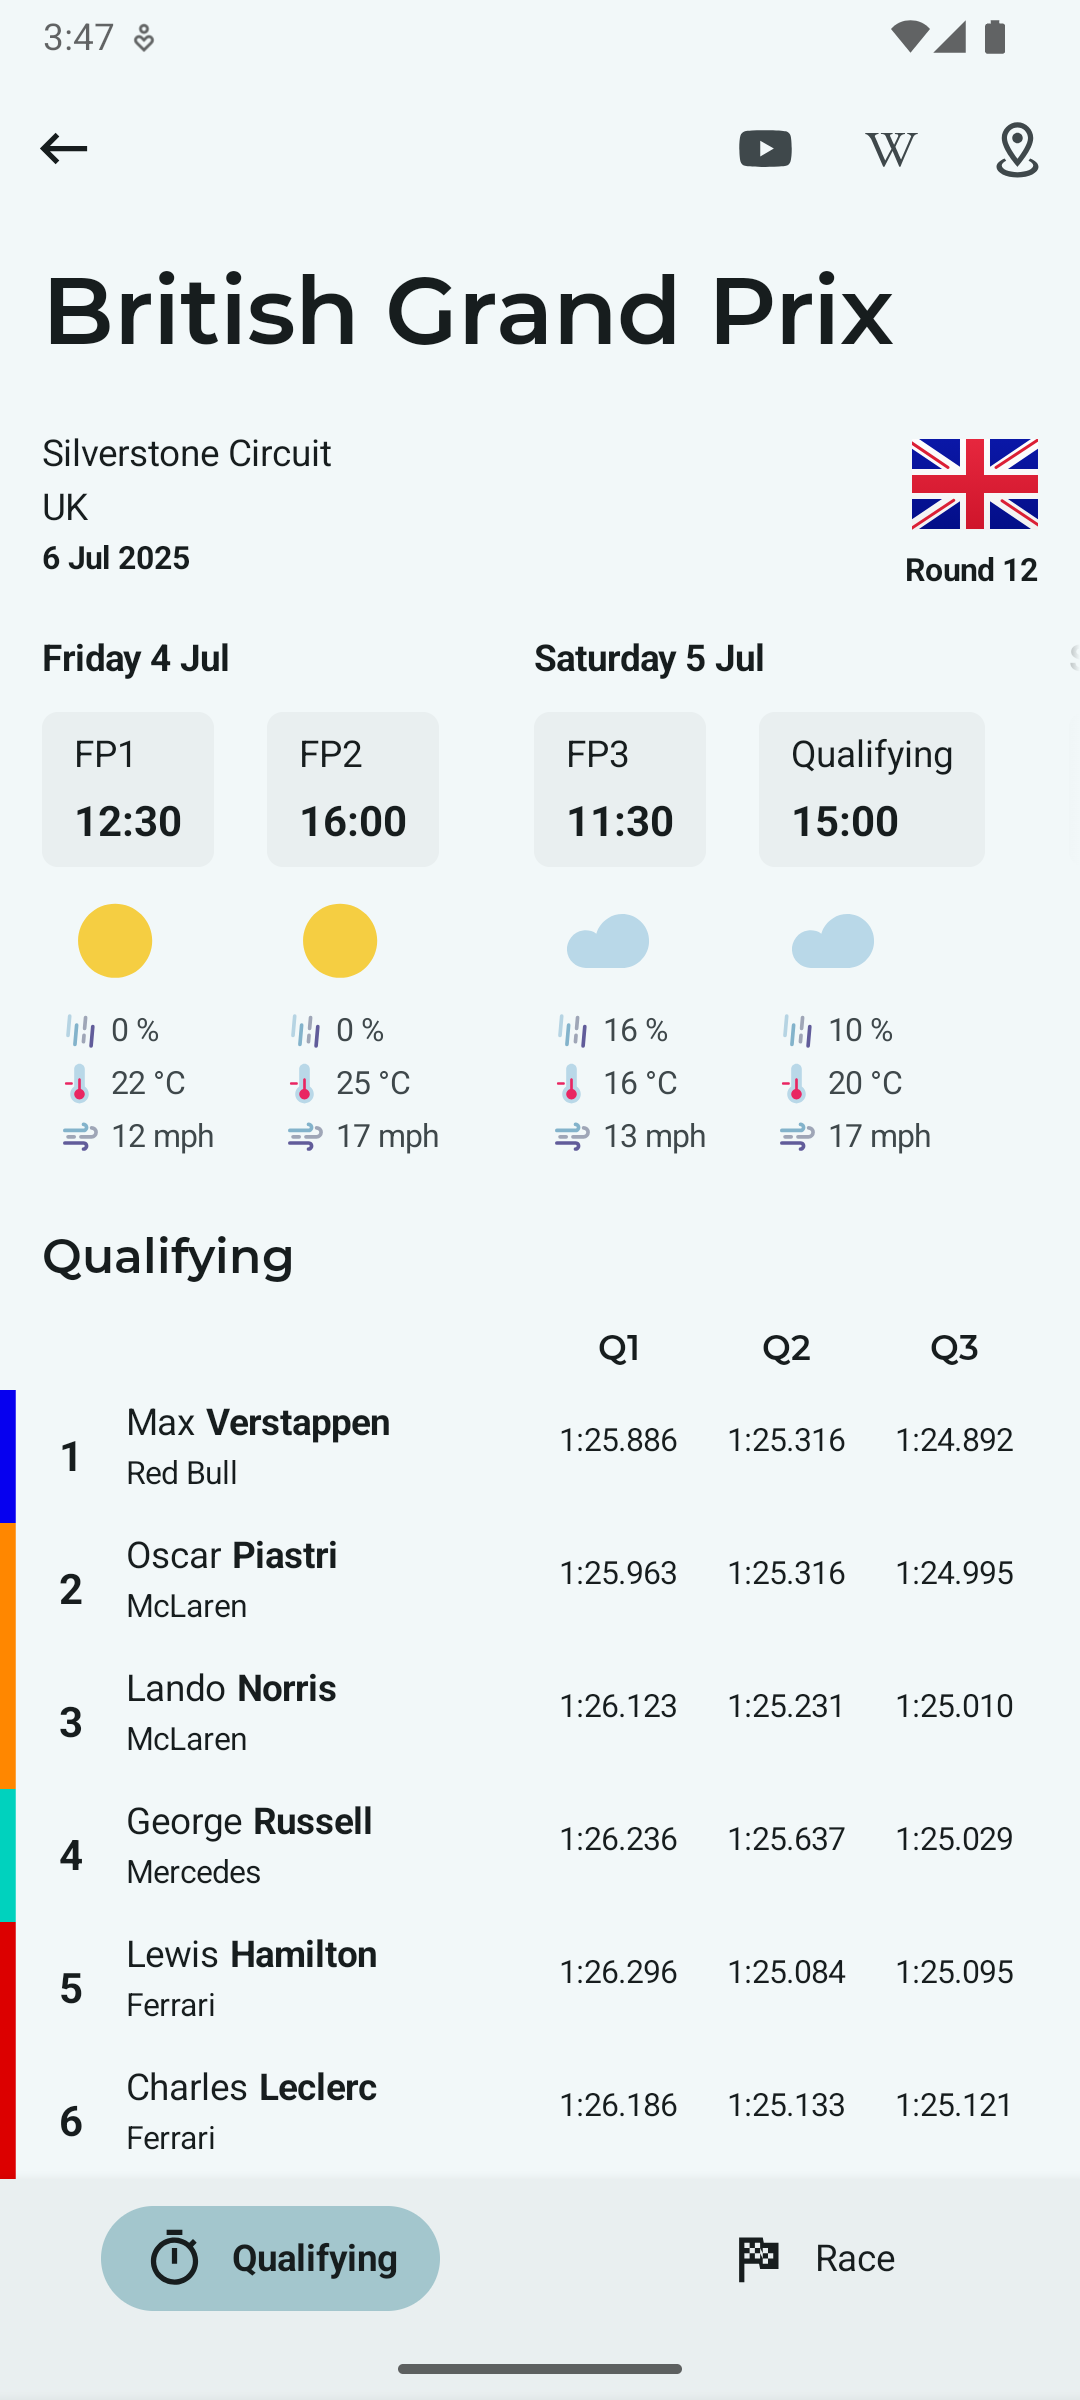 3:47
W
British Grand Prix
Silverstone Circuit
UK
6 Jul 2025
Round 12
Friday 4 Jul
Saturday 5 Jul
FP1
12:30
FP2
16:00
FP3
11:30
Qualifying
15:00
0 %
0 %
16 %
10 %
22 °C
25 °C
16 °C
20 °C
12 mph
17 mph
13 mph
17 mph
Qualifying
Q1 Q2 Q3
1 Max Verstappen
Red Bull
1:25.886 1:25.316 1:24.892
2 Oscar Piastri
McLaren
1:25.963 1:25.316 1:24.995
3 Lando Norris
McLaren
1:26.123 1:25.231 1:25.010
4 George Russell
Mercedes
1:26.236 1:25.637 1:25.029
5 Lewis Hamilton
Ferrari
1:26.296 1:25.084 1:25.095
6 Charles Leclerc
Ferrari
1:26.186 1:25.133 1:25.121
Qualifying
Race